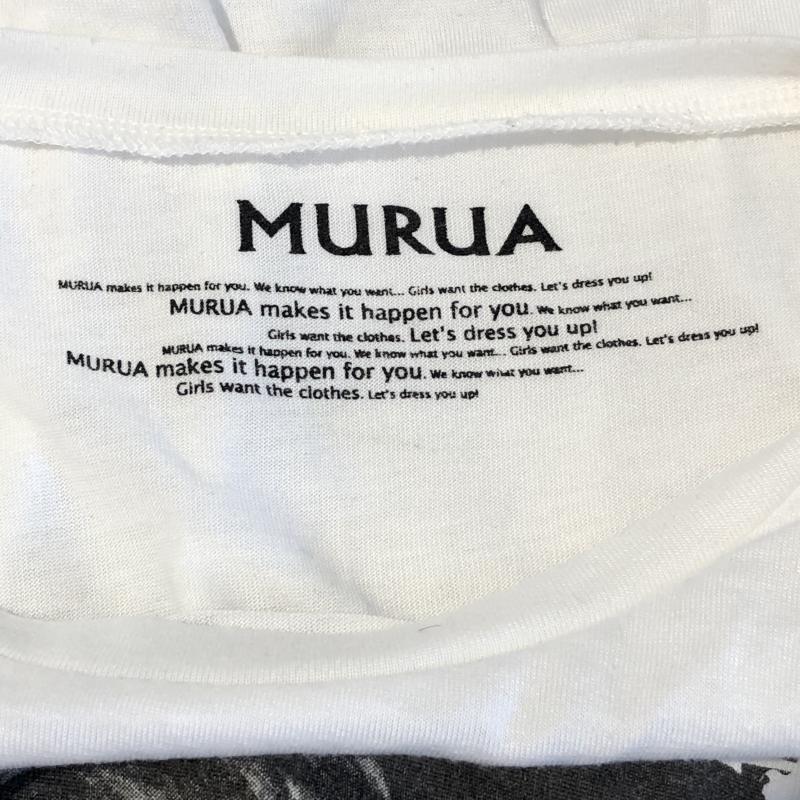 MURUA
MURUA makes it happen for you. We know what you want... Girls want the clothes. Let's dress you up!
MURUA makes it happen for you. We know what you want...
Girls want the clothes. Let's dress you up!
MURUA makes it happen for you. We know what you want... Girls want the clothes. Let's dress you up!
MURUA makes it happen for you. We know what you want...
Girls want the clothes. Let's dress you up!